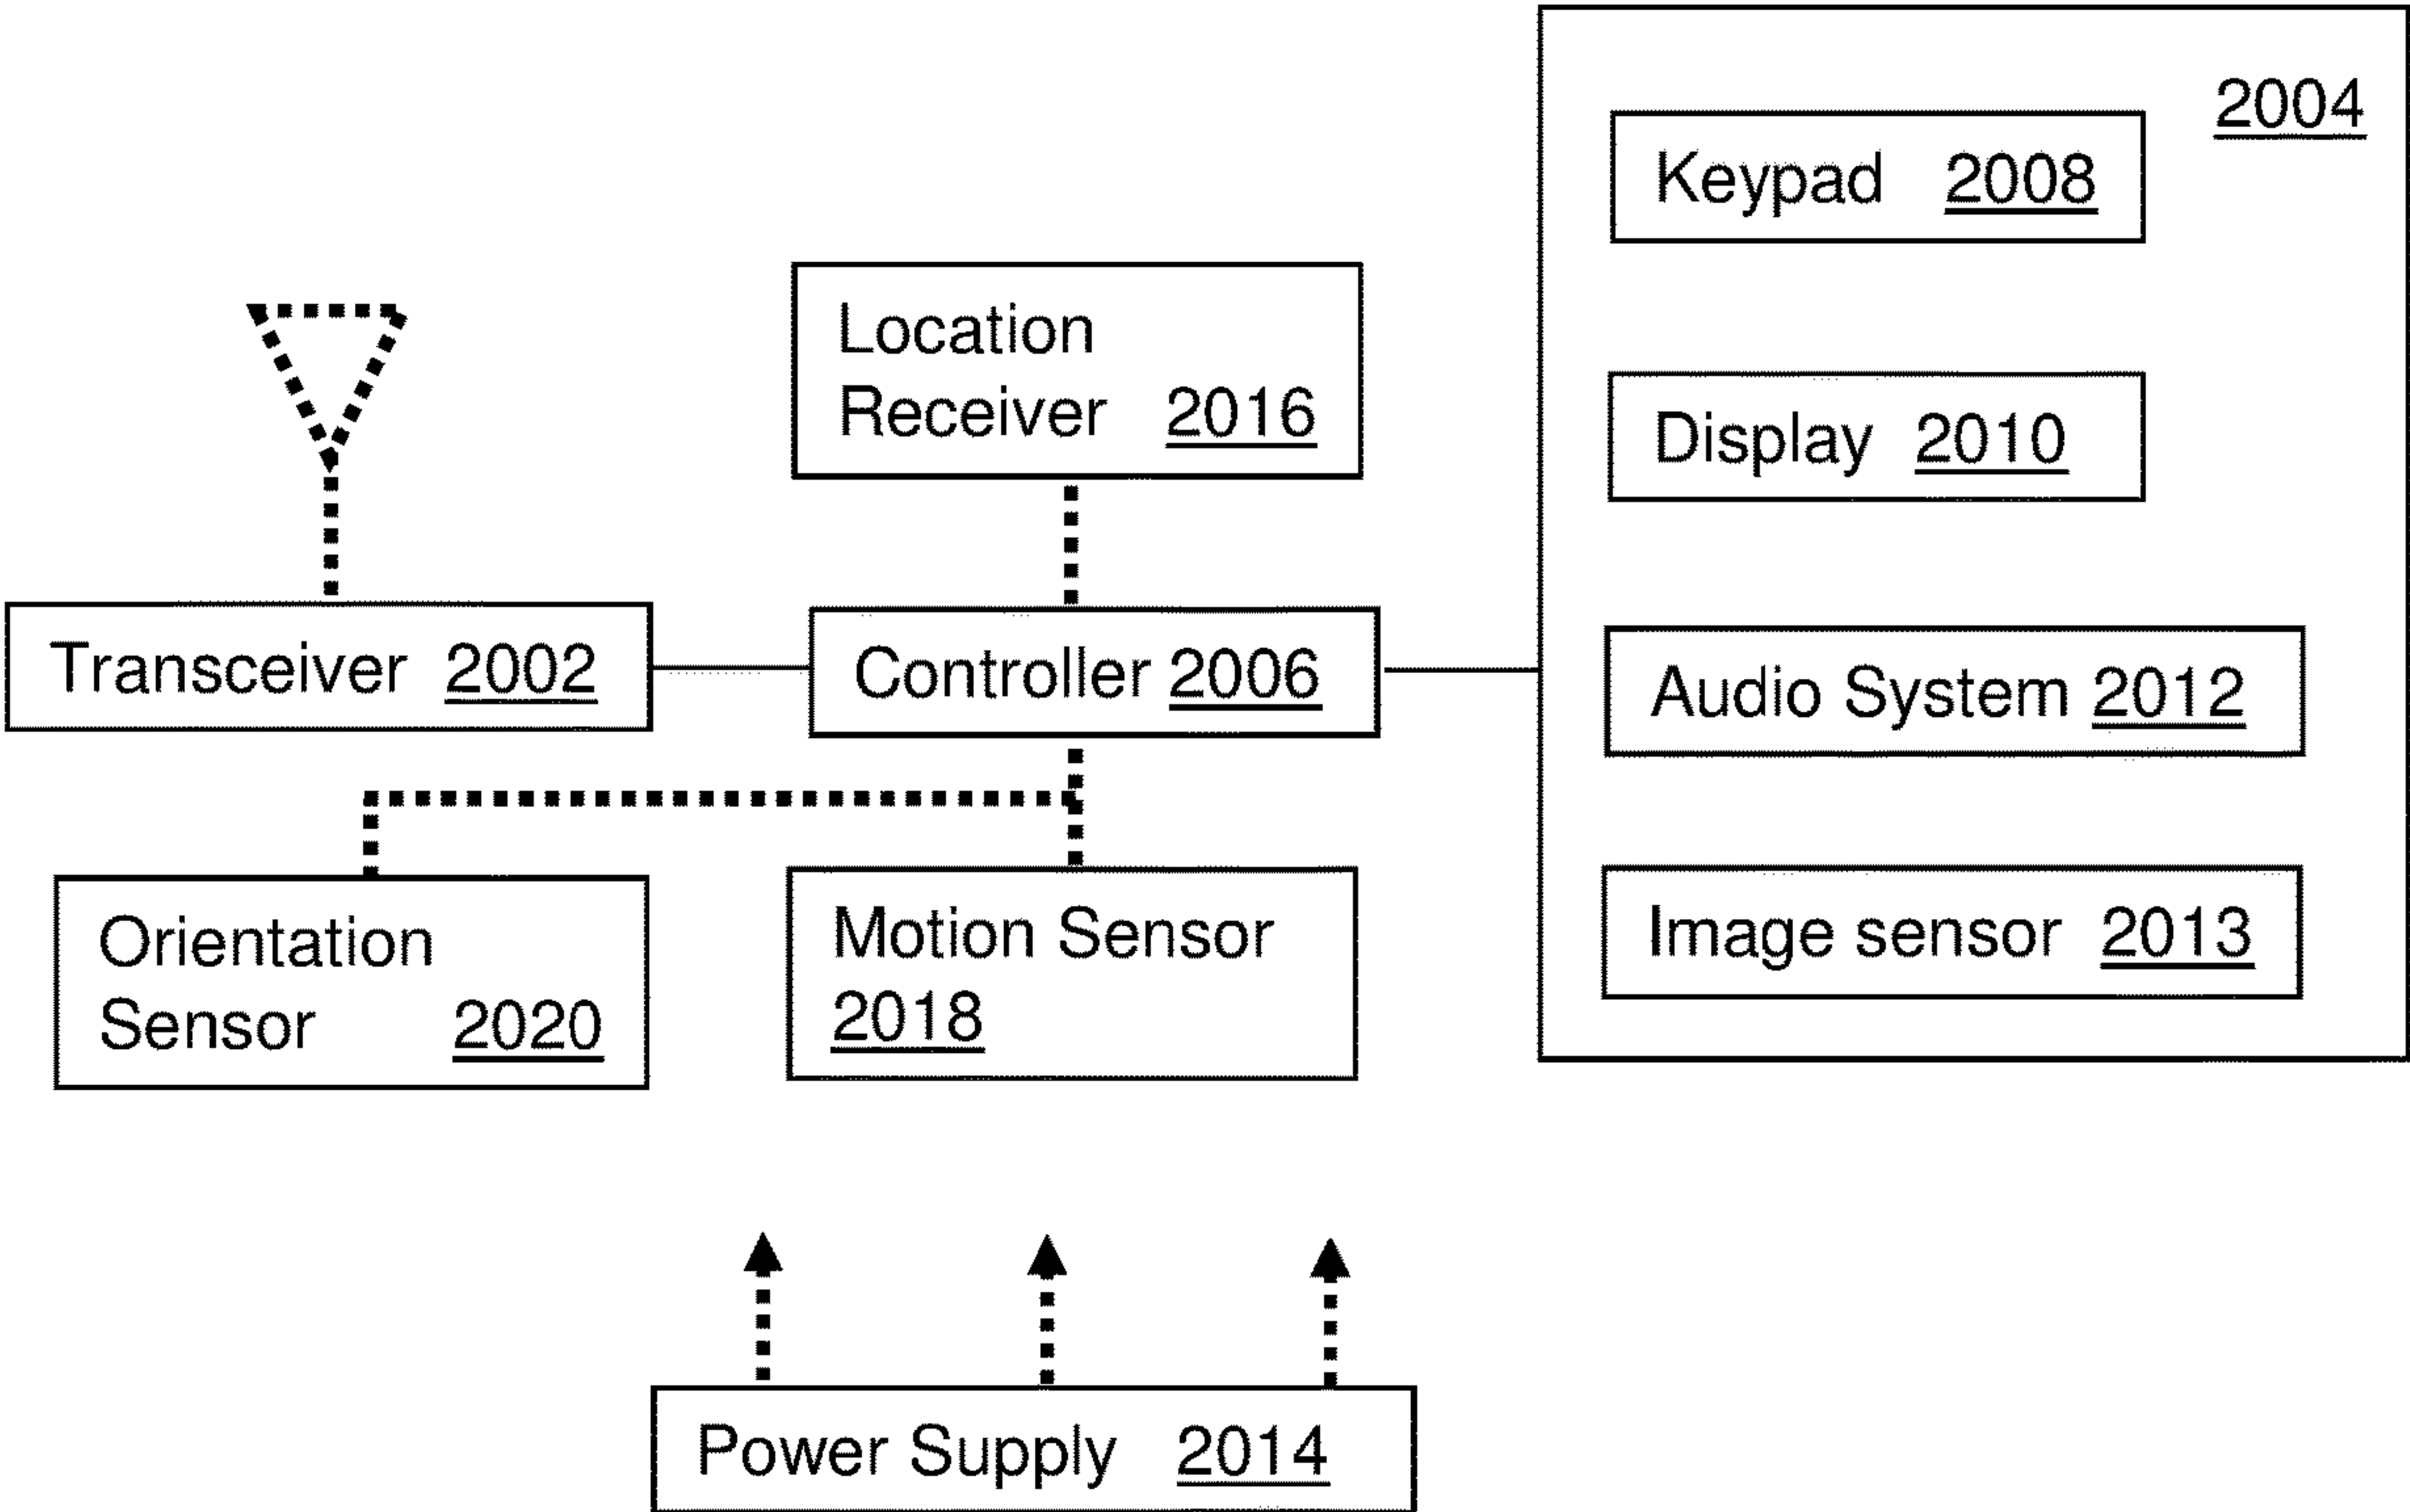 2004
Keypad 2008
Location
Receiver 2016
Display 2010
Transceiver 2002
Controller 2006
Audio System 2012
Orientation
Sensor 2020
Motion Sensor
2018
Image sensor 2013
Power Supply 2014